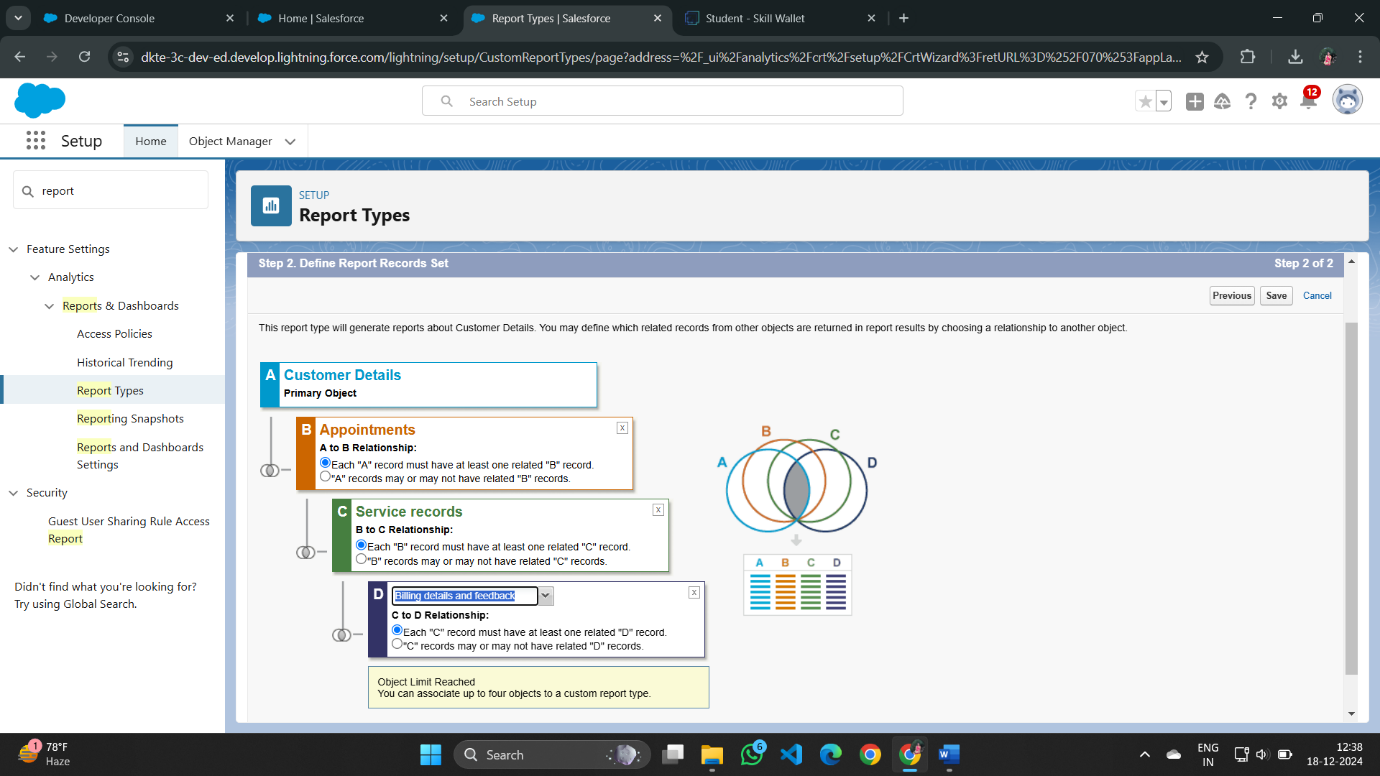 Developer Console
Home | Salesforce
Report Types | Salesforce
Student - Skill Wallet
dkte-3c-dev-ed.develop.lightning.force.com/lightning/setup/CustomReportTypes/page?address=%2F_ui%2Fanalytics%2Fcrt%2Fsetup%2FCrtWizard%3FretURL%3D%252F070%253FappLa...
Search Setup
12
Setup
Home
Object Manager
report
SETUP
Report Types
Feature Settings
Analytics
Reports & Dashboards
Access Policies
Historical Trending
Report Types
Reporting Snapshots
Reports and Dashboards
Settings
Security
Guest User Sharing Rule Access
Report
Didn't find what you're looking for?
Try using Global Search.
Step 2. Define Report Records Set
Step 2 of 2
Previous
Save
Cancel
This report type will generate reports about Customer Details. You may define which related records from other objects are returned in report results by choosing a relationship to another object.
A
Customer Details
Primary Object
B
Appointments
x
A to B Relationship:
Each "A" record must have at least one related "B" record.
"A" records may or may not have related "B" records.
C
Service records
x
B to C Relationship:
Each "B" record must have at least one related "C" record.
"B" records may or may not have related "C" records.
D
Billing details and feedback
x
C to D Relationship:
Each "C" record must have at least one related "D" record.
"C" records may or may not have related "D" records.
Object Limit Reached
You can associate up to four objects to a custom report type.
B C
A D
A B C D
1
78°F
Haze
Search
6
ENG
IN
12:38
18-12-2024